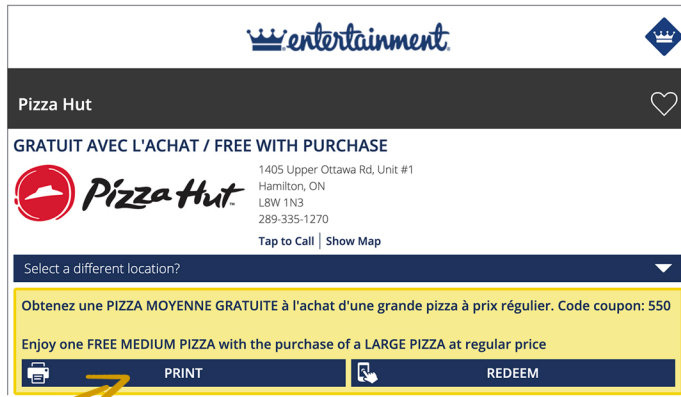 entertainment.
Pizza Hut
GRATUIT AVEC L'ACHAT / FREE WITH PURCHASE
Pizza Hut
1405 Upper Ottawa Rd, Unit #1
Hamilton, ON
L8W 1N3
289-335-1270
Tap to Call | Show Map
Select a different location?
Obtenez une PIZZA MOYENNE GRATUITE à l'achat d'une grande pizza à prix régulier. Code coupon: 550
Enjoy one FREE MEDIUM PIZZA with the purchase of a LARGE PIZZA at regular price
PRINT
REDEEM